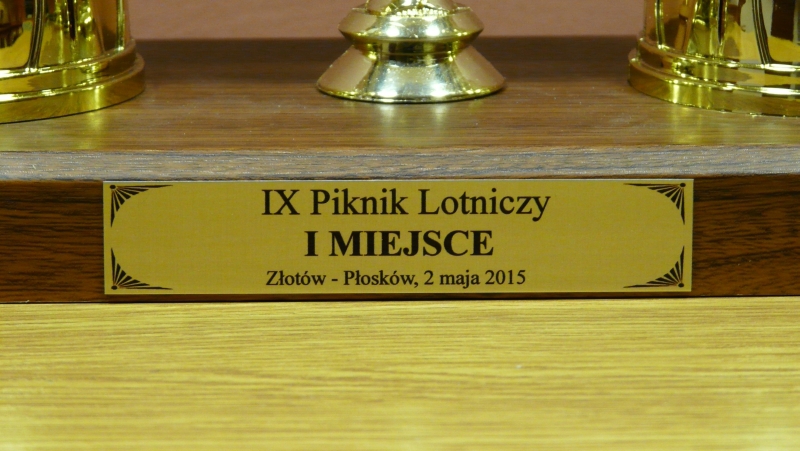 IX Piknik Lotniczy
I MIEJSCE
Złotów - Płosków, 2 maja 2015